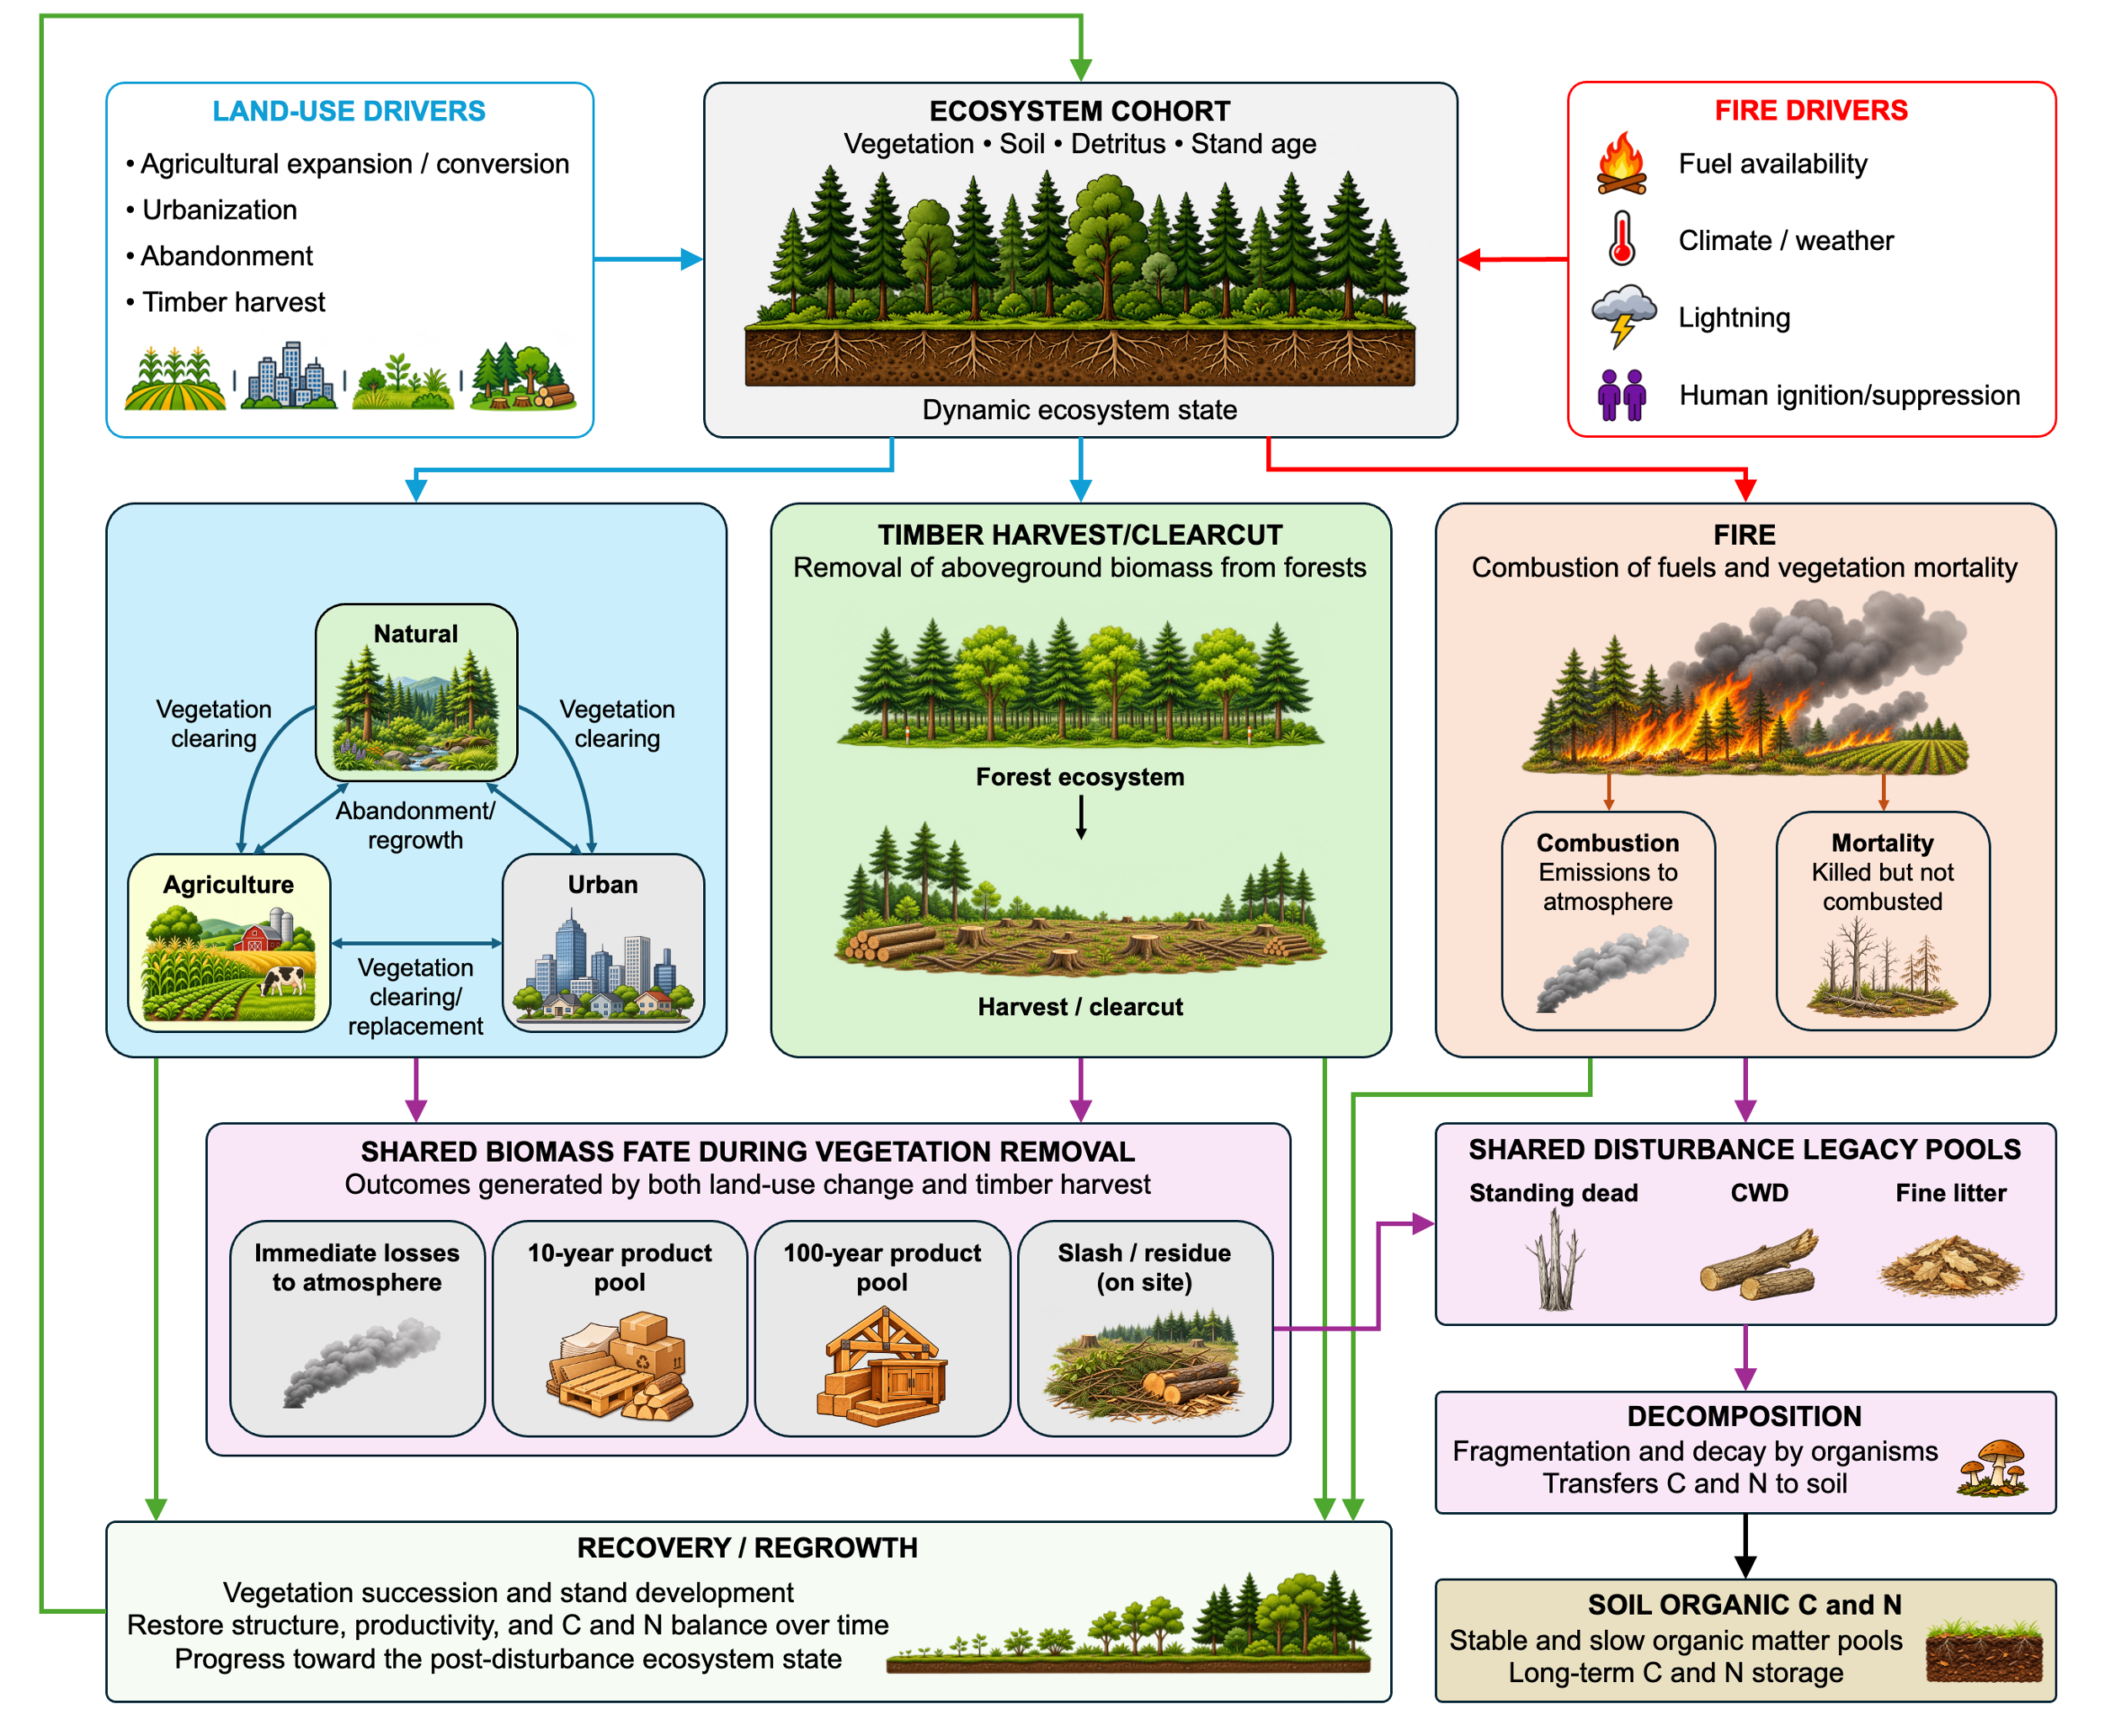 LAND-USE DRIVERS
• Agricultural expansion / conversion
• Urbanization
• Abandonment
• Timber harvest
ECOSYSTEM COHORT
Vegetation • Soil • Detritus • Stand age
Dynamic ecosystem state
FIRE DRIVERS
Fuel availability
Climate / weather
Lightning
Human ignition/suppression
Natural
Vegetation
clearing
Vegetation
clearing
Abandonment/
regrowth
Agriculture
Urban
Vegetation
clearing/
replacement
TIMBER HARVEST/CLEARCUT
Removal of aboveground biomass from forests
Forest ecosystem
Harvest / clearcut
FIRE
Combustion of fuels and vegetation mortality
Combustion
Emissions to
atmosphere
Mortality
Killed but not
combusted
SHARED BIOMASS FATE DURING VEGETATION REMOVAL
Outcomes generated by both land-use change and timber harvest
Immediate losses
to atmosphere
10-year product
pool
100-year product
pool
Slash / residue
(on site)
SHARED DISTURBANCE LEGACY POOLS
Standing dead
CWD
Fine litter
DECOMPOSITION
Fragmentation and decay by organisms
Transfers C and N to soil
RECOVERY / REGROWTH
Vegetation succession and stand development
Restore structure, productivity, and C and N balance over time
Progress toward the post-disturbance ecosystem state
SOIL ORGANIC C and N
Stable and slow organic matter pools
Long-term C and N storage